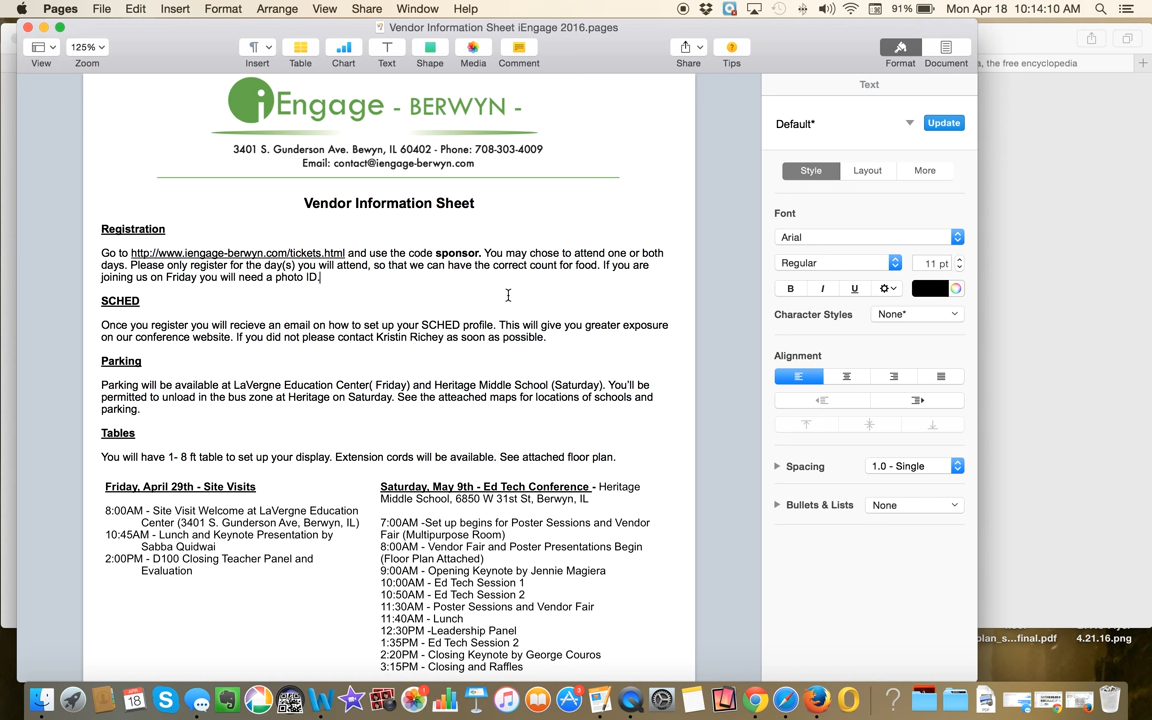 Pages File Edit Insert Format Arrange View Share Window Help 91% Mon Apr 18 10:14:10 AM
Vendor Information Sheet iEngage 2016.pages
125%
View Zoom Insert Table Chart Text Shape Media Comment Share Tips Format Document
a, the free encyclopedia
Text
Default*
Update
Style Layout More
Font
Arial
Regular
11 pt
B I U
Character Styles None*
Alignment
Spacing 1.0 - Single
Bullets & Lists None
iEngage - BERWYN -
3401 S. Gunderson Ave. Bewyn, IL 60402 - Phone: 708-303-4009
Email: contact@iengage-berwyn.com
Vendor Information Sheet
Registration
Go to http://www.iengage-berwyn.com/tickets.html and use the code sponsor. You may chose to attend one or both
days. Please only register for the day(s) you will attend, so that we can have the correct count for food. If you are
joining us on Friday you will need a photo ID.
SCHED
Once you register you will recieve an email on how to set up your SCHED profile. This will give you greater exposure
on our conference website. If you did not please contact Kristin Richey as soon as possible.
Parking
Parking will be available at LaVergne Education Center( Friday) and Heritage Middle School (Saturday). You'll be
permitted to unload in the bus zone at Heritage on Saturday. See the atteached maps for locations of schools and
parking.
Tables
You will have 1- 8 ft table to set up your display. Extension cords will be available. See attached floor plan.
Friday, April 29th - Site Visits
8:00AM - Site Visit Welcome at LaVergne Education
Center (3401 S. Gunderson Ave, Berwyn, IL)
10:45AM - Lunch and Keynote Presentation by
Sabba Quidwai
2:00PM - D100 Closing Teacher Panel and
Evaluation
Saturday, May 9th - Ed Tech Conference - Heritage
Middle School, 6850 W 31st St, Berwyn, IL
7:00AM -Set up begins for Poster Sessions and Vendor
Fair (Multipurpose Room)
8:00AM - Vendor Fair and Poster Presentations Begin
(Floor Plan Attached)
9:00AM - Opening Keynote by Jennie Magiera
10:00AM - Ed Tech Session 1
10:50AM - Ed Tech Session 2
11:30AM - Poster Sessions and Vendor Fair
11:40AM - Lunch
12:30PM -Leadership Panel
1:35PM - Ed Tech Session 2
2:20PM - Closing Keynote by George Couros
3:15PM - Closing and Raffles
plan_s...final.pdf 4.21.16.png